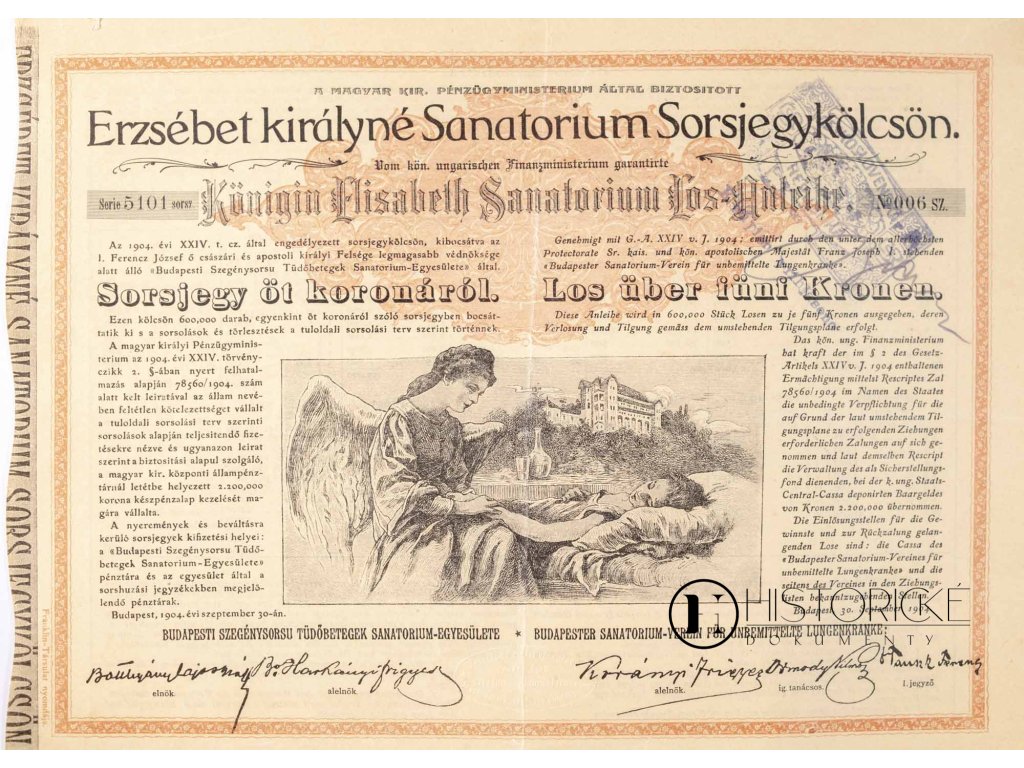 A MAGYAR KIR. PÉNZÜGYMINISTERIUM ÁLTAL BIZTOSITOTT
Erzsébet királyné Sanatorium Sorsjegykölcsön.
Vom kön. ungarischen Finanzministerium garantirte
Serie 5101 sorsz.
Königin Elisabeth Sanatorium Los-Anleihe.
No 006 SZ.
Az 1904. évi XXIV. t. cz. által engedélyezett sorsjegykölcsön, kibocsátva az
I. Ferencz József ő császári és apostoli királyi Felsége legmagasabb védnöksége
alatt álló «Budapesti Szegénysorsu Tüdőbetegek Sanatorium-Egyesülete» által.
Sorsjegy öt koronáról.
Ezen kölcsön 600,000 darab, egyenkint öt koronáról szóló sorsjegyben bocsát-
tatik ki s a sorsolások és törlesztések a tuloldali sorsolási terv szerint történnek.
A magyar királyi Pénzügyminis-
terium az 1904. évi XXIV. törvény-
czikk 2. §-ában nyert felhatal-
mazás alapján 78560/1904. szám
alatt kelt leiratával az állam nevé-
ben feltétlen kötelezettséget vállalt
a tuloldali sorsolási terv szerinti
sorsolások alapján teljesitendő fize-
tésekre nézve és ugyanazon leirat
szerint a biztositási alapul szolgáló,
a magyar kir. központi állampénz-
tárnál letétbe helyezett 2.200,000
korona készpénzalap kezelését ma-
gára vállalta.
A nyeremények és beváltásra
kerülő sorsjegyek kifizetési helyei :
a «Budapesti Szegénysorsu Tüdő-
betegek Sanatorium-Egyesülete»
pénztára és az egyesület által a
sorshuzási jegyzékekben megjelö-
lendő pénztárak.
Budapest, 1904. évi szeptember 30-án.
Genehmigt mit G.-A. XXIV v. J. 1904 : emittirt durch den unter dem allerhöchsten
Protectorate Sr. kais. und kön. apostolischen Majestät Franz Joseph I. stehenden
«Budapester Sanatorium-Verein für unbemittelte Lungenkranke».
Los über fünf Kronen.
Diese Anleihe wird in 600,000 Stück Losen zu je fünf Kronen ausgegeben, deren
Verlosung und Tilgung gemäss dem umstehenden Tilgungsplane erfolgt.
Das kön. ung. Finanzministerium
hat kraft der im § 2 des Gesetz-
Artikels XXIV v. J. 1904 enthaltenen
Ermächtigung mittelst Rescriptes Zal
78560/1904 im Namen des Staates
die unbedingte Verpflichtung für die
auf Grund der laut umstehendem Til-
gungsplane zu erfolgenden Ziehungen
erforderlichen Zalungen auf sich ge-
nommen und laut demselben Rescript
die Verwaltung des als Sicherstellungs-
fond dienenden, bei der k. ung. Staats-
Central-Cassa deponirten Baargeldes
von Kronen 2.200,000 übernommen.
Die Einlösungsstellen für die Ge-
winnste und zur Rückzalung gelan-
genden Lose sind : die Cassa des
«Budapester Sanatorium-Vereines für
unbemittelte Lungenkranke» und die
seitens des Vereines in den Ziehungs-
listen bekanntzugebenden Stellen.
Budapest, 30. September 1904.
HISTORICKÉ
DOKUMENTY
BUDAPESTI SZEGÉNYSORSU TÜDŐBETEGEK SANATORIUM-EGYESÜLETE * BUDAPESTER SANATORIUM-VEREIN FÜR UNBEMITTELTE LUNGENKRANKE:
elnök.
alelnök.
alelnök.
ig. tanácsos.
I. jegyző
Franklin-Társulat nyomdája.